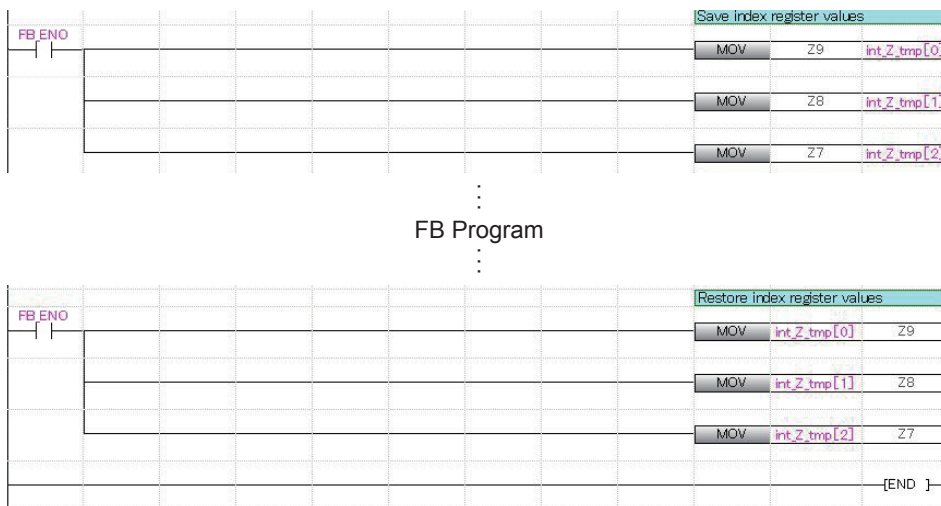 Save index register values
FB_ENO
MOV Z9 int_Z_tmp[0]
MOV Z8 int_Z_tmp[1]
MOV Z7 int_Z_tmp[2]
FB Program
Restore index register values
FB_ENO
MOV int_Z_tmp[0] Z9
MOV int_Z_tmp[1] Z8
MOV int_Z_tmp[2] Z7
[END ]